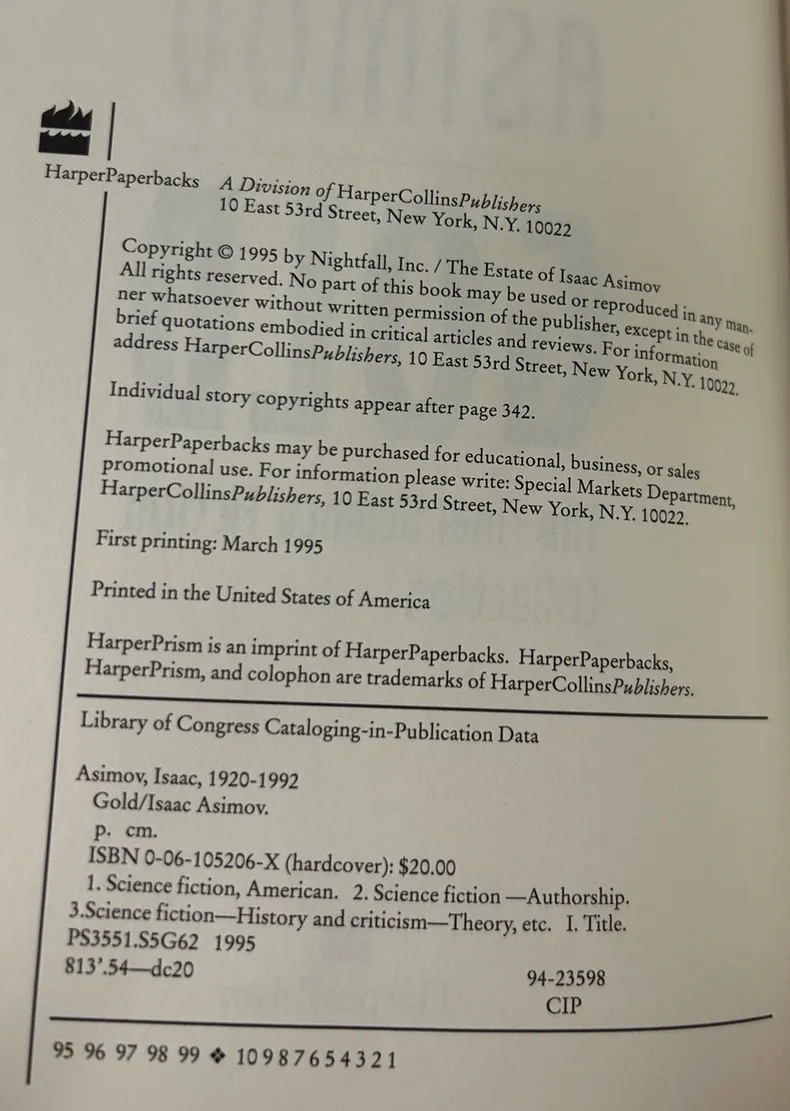 HarperPaperbacks A Division of HarperCollinsPublishers
10 East 53rd Street, New York, N.Y. 10022
Copyright © 1995 by Nightfall, Inc. / The Estate of Isaac Asimov
All rights reserved. No part of this book may be used or reproduced in any man-
ner whatsoever without written permission of the publisher, except in the case of
brief quotations embodied in critical articles and reviews. For information
address HarperCollinsPublishers, 10 East 53rd Street, New York, N.Y. 10022.
Individual story copyrights appear after page 342.
HarperPaperbacks may be purchased for educational, business, or sales
promotional use. For information please write: Special Markets Department,
HarperCollinsPublishers, 10 East 53rd Street, New York, N.Y. 10022.
First printing: March 1995
Printed in the United States of America
HarperPrism is an imprint of HarperPaperbacks. HarperPaperbacks,
HarperPrism, and colophon are trademarks of HarperCollinsPublishers.
Library of Congress Cataloging-in-Publication Data
Asimov, Isaac, 1920-1992
Gold/Isaac Asimov.
p. cm.
ISBN 0-06-105206-X (hardcover): $20.00
1. Science fiction, American. 2. Science fiction —Authorship.
3.Science fiction—History and criticism—Theory, etc. I. Title.
PS3551.S5G62 1995
813'.54—dc20
94-23598
CIP
95 96 97 98 99 ❖ 10 9 8 7 6 5 4 3 2 1